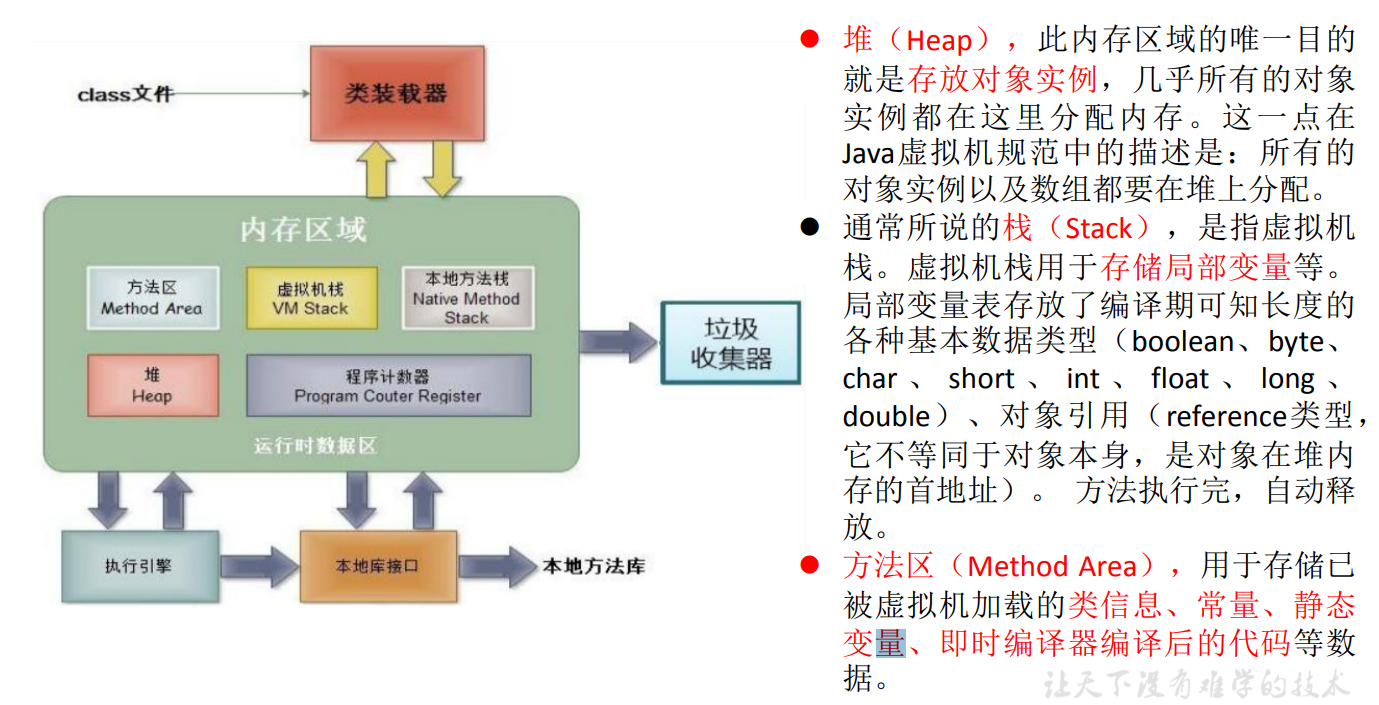 class文件
类装载器
内存区域
方法区
Method Area
虚拟机栈
VM Stack
本地方法栈
Native Method
Stack
堆
Heap
程序计数器
Program Couter Register
运行时数据区
垃圾
收集器
执行引擎
本地库接口
本地方法库
● 堆（Heap），此内存区域的唯一目的
就是存放对象实例，几乎所有的对象
实例都在这里分配内存。这一点在
Java虚拟机规范中的描述是：所有的
对象实例以及数组都要在堆上分配。
● 通常所说的栈（Stack），是指虚拟机
栈。虚拟机栈用于存储局部变量等。
局部变量表存放了编译期可知长度的
各种基本数据类型（boolean、byte、
char 、 short 、 int 、 float 、 long 、
double）、对象引用（reference类型，
它不等同于对象本身，是对象在堆内
存的首地址）。 方法执行完，自动释
放。
● 方法区（Method Area），用于存储已
被虚拟机加载的类信息、常量、静态
变量、即时编译器编译后的代码等数
据。
让天下没有难学的技术